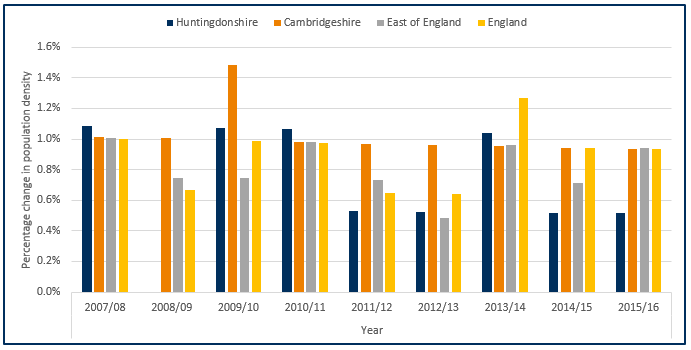 Huntingdonshire Cambridgeshire East of England England
1.6%
1.4%
1.2%
1.0%
0.8%
0.6%
0.4%
0.2%
0.0%
Percentage change in population density
2007/08 2008/09 2009/10 2010/11 2011/12 2012/13 2013/14 2014/15 2015/16
Year